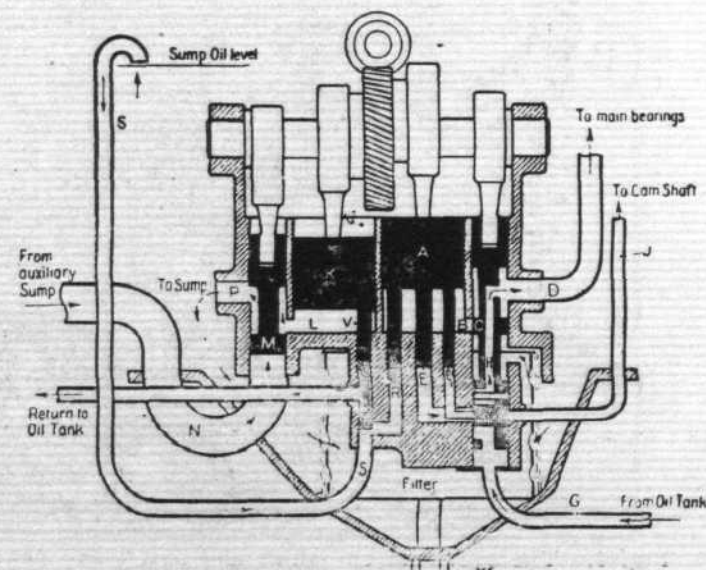 Sump Oil level
S
To main bearings
To Cam Shaft
J
From
auxiliary
Sump
To Sump
P
K
A
D
L
V
B
C
M
R
E
Return to
Oil Tank
N
S
Filter
G
From Oil Tank